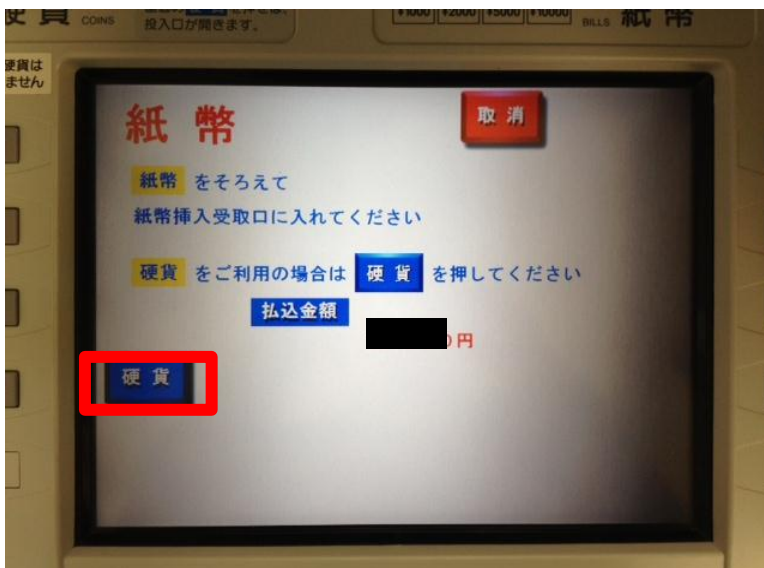 硬貨 COINS
投入口が開きます。
¥1000 ¥2000 ¥5000 ¥10000 BILLS 紙幣
硬貨は
ません
紙幣
取消
紙幣 をそろえて
紙幣挿入受取口に入れてください
硬貨 をご利用の場合は 硬貨 を押してください
払込金額
円
硬貨